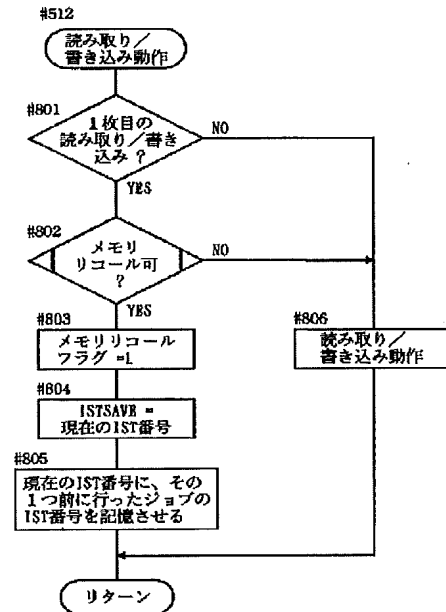 #512
読み取り／
書き込み動作
#801
1枚目の
読み取り／書き
込み ?
NO
YES
#802
メモリ
リコール可
?
NO
YES
#803
メモリリコール
フラグ =1
#806
読み取り／
書き込み動作
#804
ISTSAVE =
現在のIST番号
#805
現在のIST番号に、その
1つ前に行ったジョブの
IST番号を記憶させる
リターン